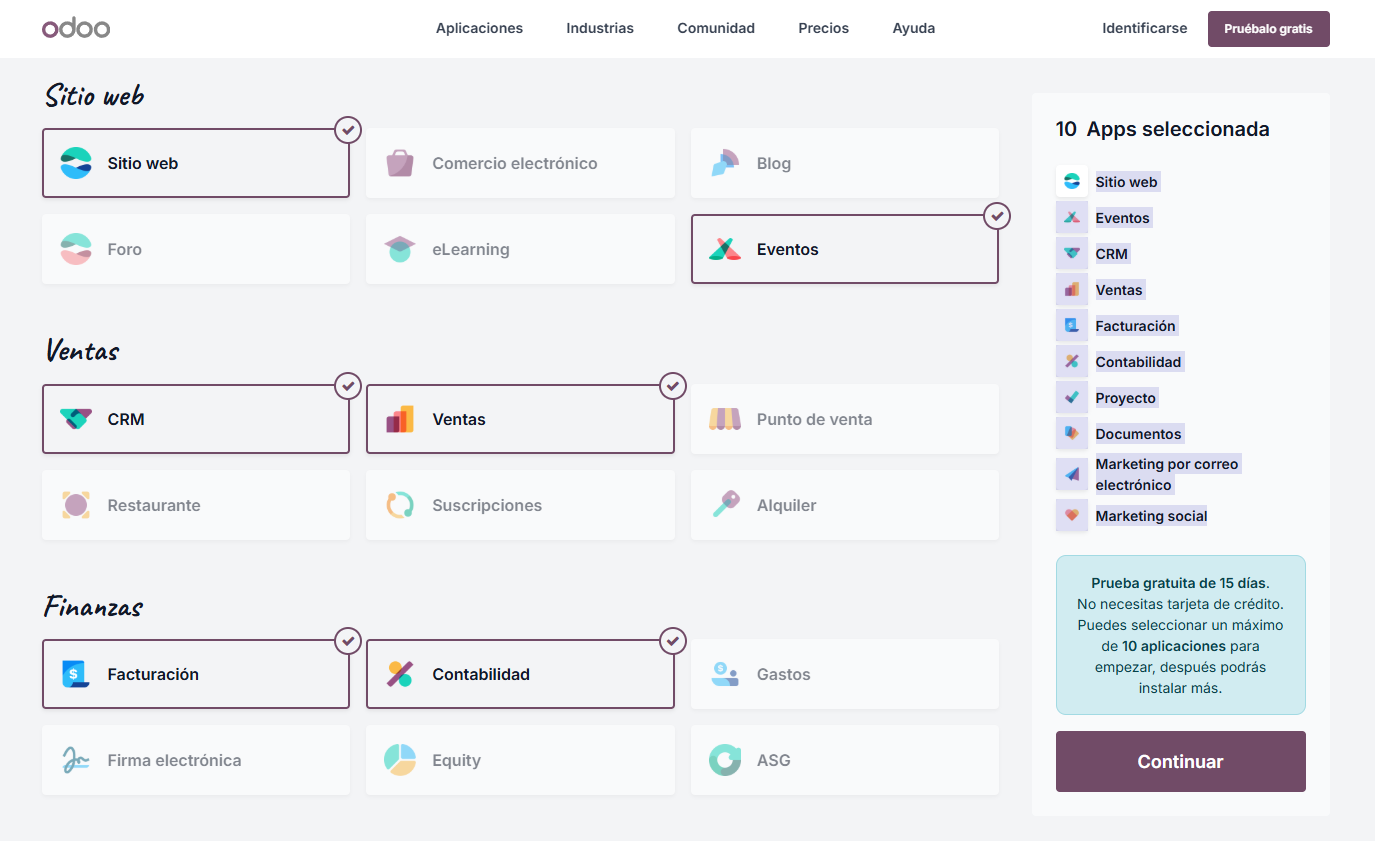 odoo
Aplicaciones
Industrias
Comunidad
Precios
Ayuda
Identificarse
Pruébalo gratis
Sitio web
Sitio web
Comercio electrónico
Blog
Foro
eLearning
Eventos
Ventas
CRM
Ventas
Punto de venta
Restaurante
Suscripciones
Alquiler
Finanzas
Facturación
Contabilidad
Gastos
Firma electrónica
Equity
ASG
10 Apps seleccionada
Sitio web
Eventos
CRM
Ventas
Facturación
Contabilidad
Proyecto
Documentos
Marketing por correo
electrónico
Marketing social
Prueba gratuita de 15 días.
No necesitas tarjeta de crédito.
Puedes seleccionar un máximo
de 10 aplicaciones para
empezar, después podrás
instalar más.
Continuar